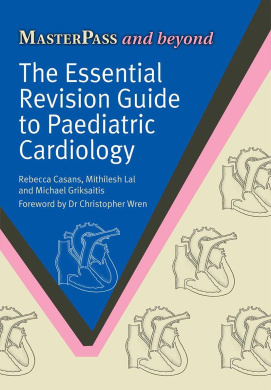 MASTERPASS and beyond
The Essential
Revision Guide
to Paediatric
Cardiology
Rebecca Casans, Mithilesh Lal
and Michael Griksaitis
Foreword by Dr Christopher Wren